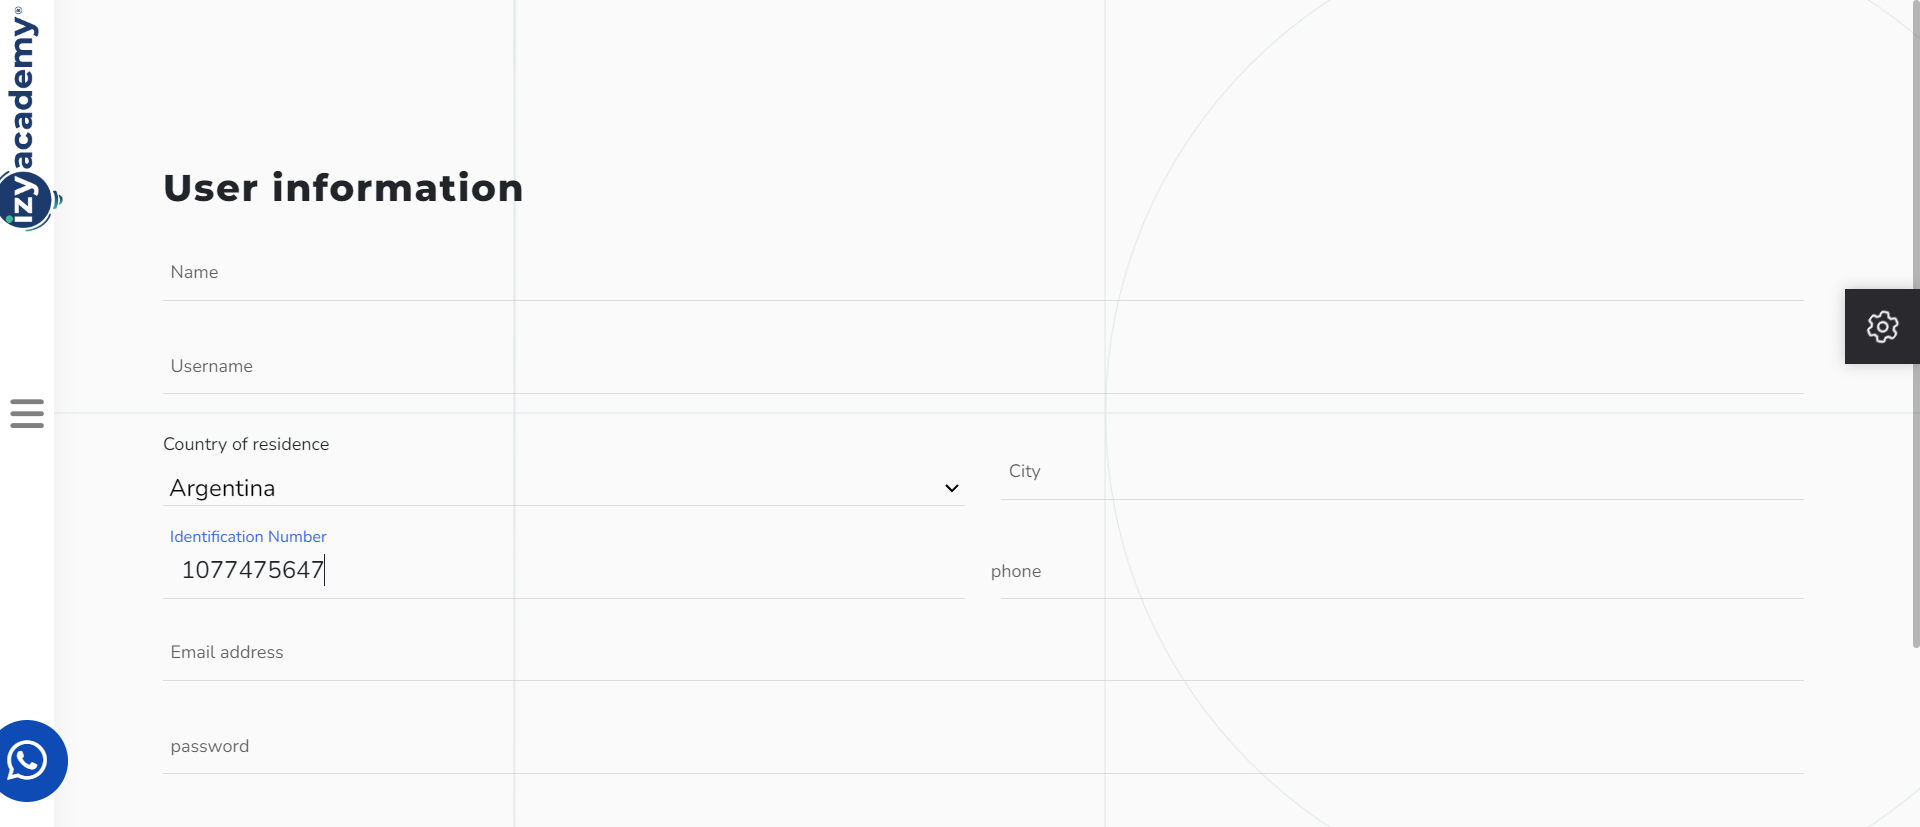 izyacademy®
User information
Name
Username
Country of residence
Argentina
City
Identification Number
1077475647
phone
Email address
password